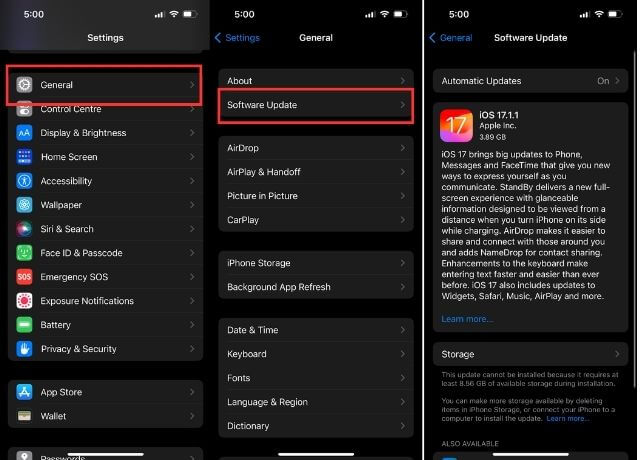 5:00
Settings
General
Control Centre
Display & Brightness
Home Screen
Accessibility
Wallpaper
Siri & Search
Face ID & Passcode
SOS
Emergency SOS
Exposure Notifications
Battery
Privacy & Security
App Store
Wallet
Passwords
5:00
Settings
General
About
Software Update
AirDrop
AirPlay & Handoff
Picture in Picture
CarPlay
iPhone Storage
Background App Refresh
Date & Time
Keyboard
Fonts
Language & Region
Dictionary
5:00
General
Software Update
Automatic Updates
On
17
iOS 17.1.1
Apple Inc.
3.89 GB
iOS 17 brings big updates to Phone,
Messages and FaceTime that give you new
ways to express yourself as you
communicate. StandBy delivers a new full-
screen experience with glanceable
information designed to be viewed from a
distance when you turn iPhone on its side
while charging. AirDrop makes it easier to
share and connect with those around you
and adds NameDrop for contact sharing.
Enhancements to the keyboard make
entering text faster and easier than ever
before. iOS 17 also includes updates to
Widgets, Safari, Music, AirPlay and more.
Learn more...
Storage
This update cannot be installed because it requires
at least 8.56 GB of available storage during installation.
You can make more storage available by deleting
items in iPhone Storage, or connect your iPhone to a
computer to install the update. Learn more...
ALSO AVAILABLE